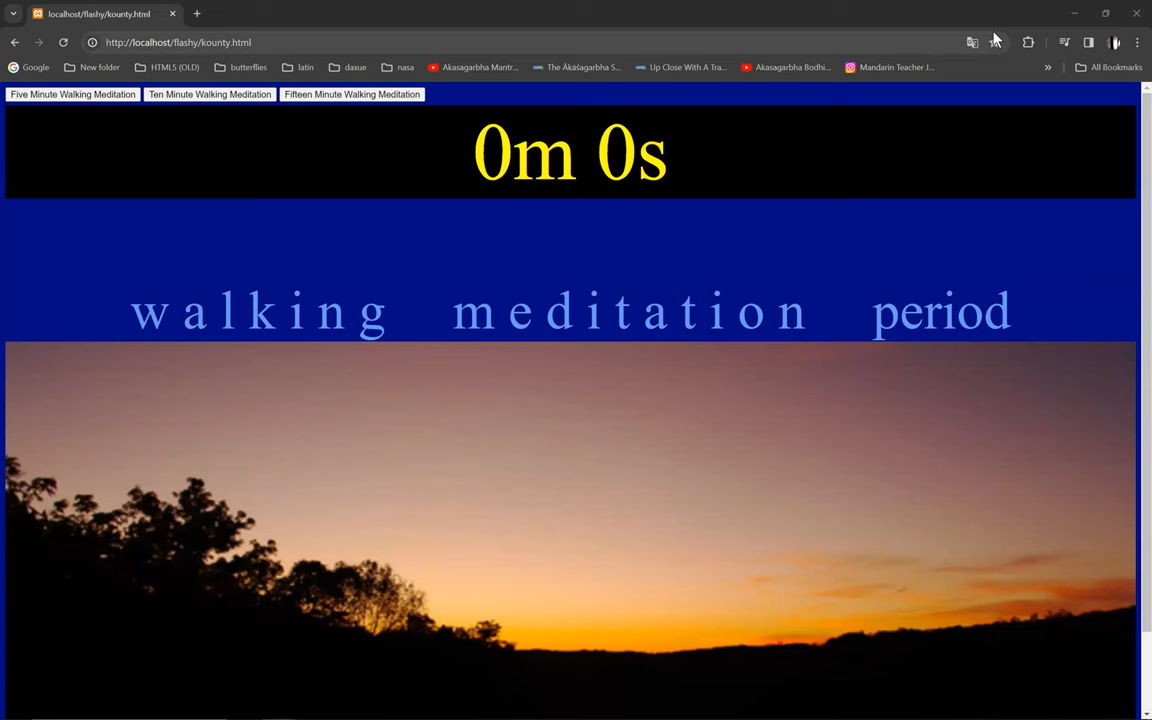 localhost/flashy/kounty.html
http://localhost/flashy/kounty.html
Google New folder HTML5 (OLD) butterflies latin daxue nasa Akasagarbha Mantr... The Ākāśagarbha S... Up Close With A Tra... Akasagarbha Bodhi... Mandarin Teacher J... » All Bookmarks
Five Minute Walking Meditation Ten Minute Walking Meditation Fifteen Minute Walking Meditation
0m 0s
w a l k i n g m e d i t a t i o n period